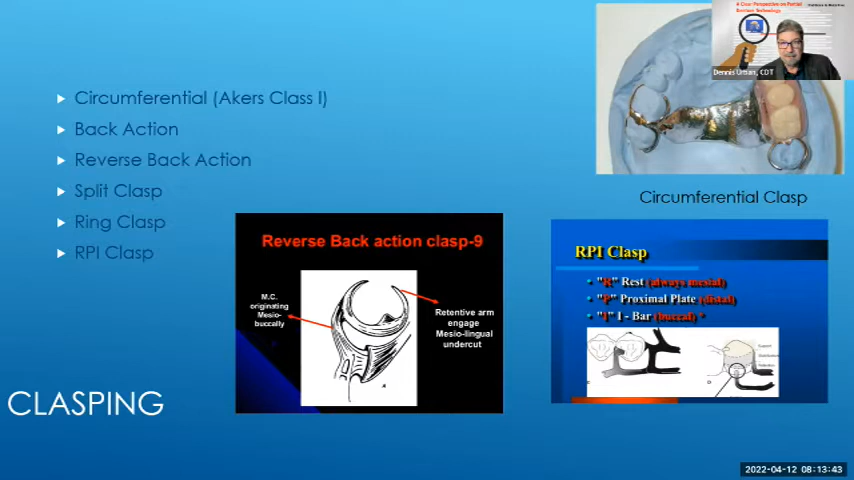 Circumferential (Akers Class I)
Back Action
Reverse Back Action
Split Clasp
Ring Clasp
RPI Clasp
CLASPING
Reverse Back action clasp-9
M.C.
originating
Mesio-
buccally
Retentive arm
engage
Mesio-lingual
undercut
A
A Clear Perspective on Partial
Denture Technology
Dennis Urban, CDT
Circumferential Clasp
RPI Clasp
"R" Rest (always mesial)
"P" Proximal Plate (distal)
"I" I - Bar (buccal) *
C
D
2022-04-12 08:13:43